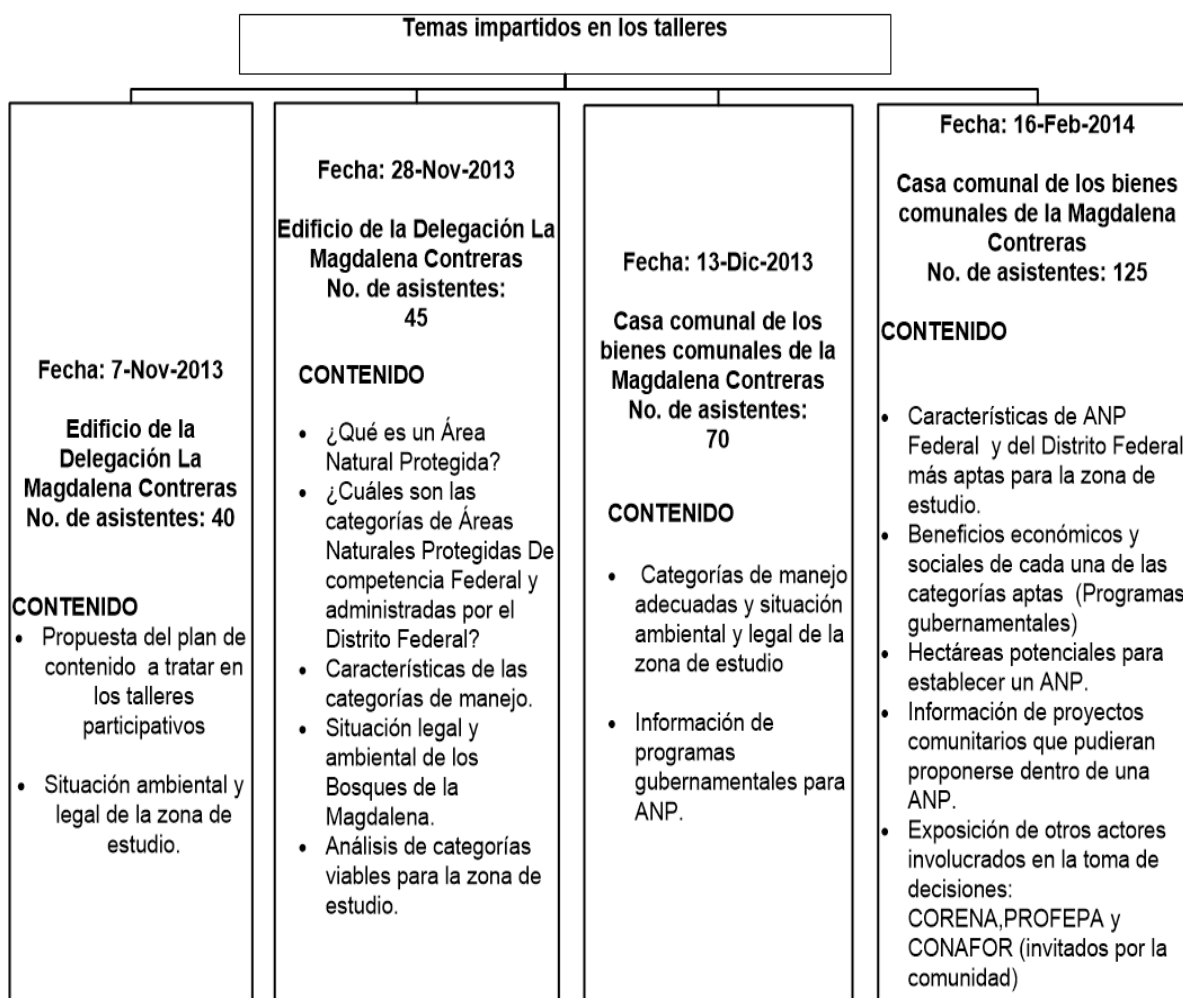 Temas impartidos en los talleres
Fecha: 7-Nov-2013
Edificio de la
Delegación La
Magdalena Contreras
No. de asistentes: 40
CONTENIDO
• Propuesta del plan de
contenido a tratar en
los talleres
participativos
• Situación ambiental y
legal de la zona de
estudio.
Fecha: 28-Nov-2013
Edificio de la Delegación La
Magdalena Contreras
No. de asistentes:
45
CONTENIDO
• ¿Qué es un Área
Natural Protegida?
• ¿Cuáles son las
categorías de Áreas
Naturales Protegidas De
competencia Federal y
administradas por el
Distrito Federal?
• Características de las
categorías de manejo.
• Situación legal y
ambiental de los
Bosques de la
Magdalena.
• Análisis de categorías
viables para la zona de
estudio.
Fecha: 13-Dic-2013
Casa comunal de los
bienes comunales de la
Magdalena Contreras
No. de asistentes:
70
CONTENIDO
• Categorías de manejo
adecuadas y situación
ambiental y legal de la
zona de estudio
• Información de
programas
gubernamentales para
ANP.
Fecha: 16-Feb-2014
Casa comunal de los bienes
comunales de la Magdalena
Contreras
No. de asistentes: 125
CONTENIDO
• Características de ANP
Federal y del Distrito Federal
más aptas para la zona de
estudio.
• Beneficios económicos y
sociales de cada una de las
categorías aptas (Programas
gubernamentales)
• Hectáreas potenciales para
establecer un ANP.
• Información de proyectos
comunitarios que pudieran
proponerse dentro de una
ANP.
• Exposición de otros actores
involucrados en la toma de
decisiones:
CORENA,PROFEPA y
CONAFOR (invitados por la
comunidad)